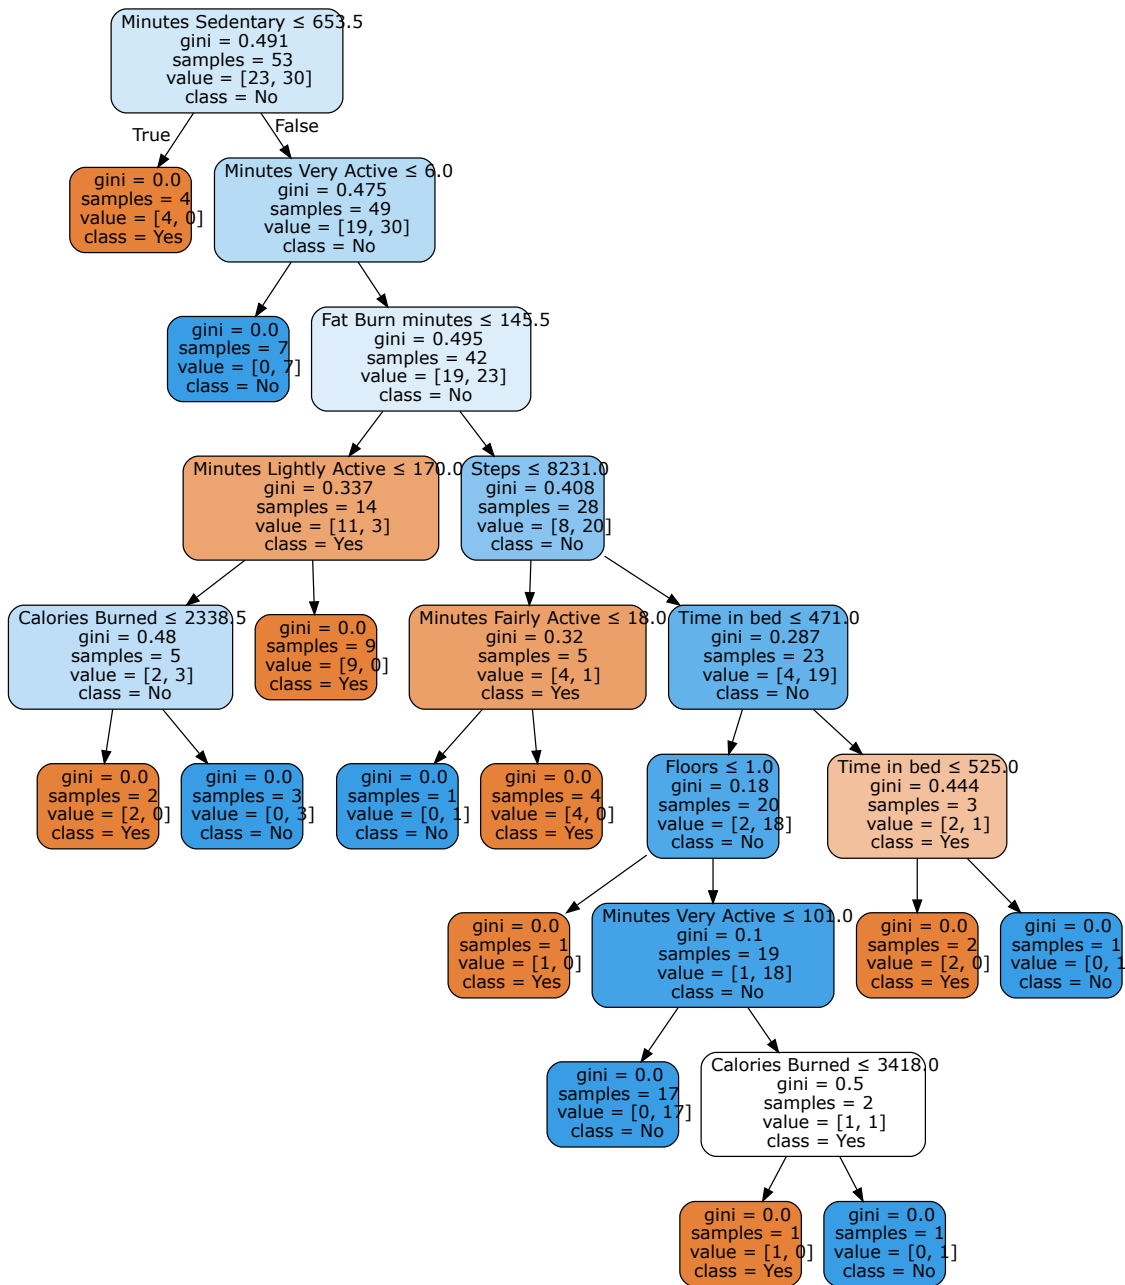 Minutes Sedentary ≤ 653.5
gini = 0.491
samples = 53
value = [23, 30]
class = No
True
False
gini = 0.0
samples = 4
value = [4, 0]
class = Yes
Minutes Very Active ≤ 6.0
gini = 0.475
samples = 49
value = [19, 30]
class = No
gini = 0.0
samples = 7
value = [0, 7]
class = No
Fat Burn minutes ≤ 145.5
gini = 0.495
samples = 42
value = [19, 23]
class = No
Minutes Lightly Active ≤ 170.0
gini = 0.337
samples = 14
value = [11, 3]
class = Yes
Steps ≤ 8231.0
gini = 0.408
samples = 28
value = [8, 20]
class = No
Calories Burned ≤ 2338.5
gini = 0.48
samples = 5
value = [2, 3]
class = No
gini = 0.0
samples = 9
value = [9, 0]
class = Yes
Minutes Fairly Active ≤ 18.0
gini = 0.32
samples = 5
value = [4, 1]
class = Yes
Time in bed ≤ 471.0
gini = 0.287
samples = 23
value = [4, 19]
class = No
gini = 0.0
samples = 2
value = [2, 0]
class = Yes
gini = 0.0
samples = 3
value = [0, 3]
class = No
gini = 0.0
samples = 1
value = [0, 1]
class = No
gini = 0.0
samples = 4
value = [4, 0]
class = Yes
Floors ≤ 1.0
gini = 0.18
samples = 20
value = [2, 18]
class = No
Time in bed ≤ 525.0
gini = 0.444
samples = 3
value = [2, 1]
class = Yes
gini = 0.0
samples = 1
value = [1, 0]
class = Yes
Minutes Very Active ≤ 101.0
gini = 0.1
samples = 19
value = [1, 18]
class = No
gini = 0.0
samples = 2
value = [2, 0]
class = Yes
gini = 0.0
samples = 1
value = [0, 1
class = No
gini = 0.0
samples = 17
value = [0, 17]
class = No
Calories Burned ≤ 3418.0
gini = 0.5
samples = 2
value = [1, 1]
class = Yes
gini = 0.0
samples = 1
value = [1, 0]
class = Yes
gini = 0.0
samples = 1
value = [0, 1]
class = No